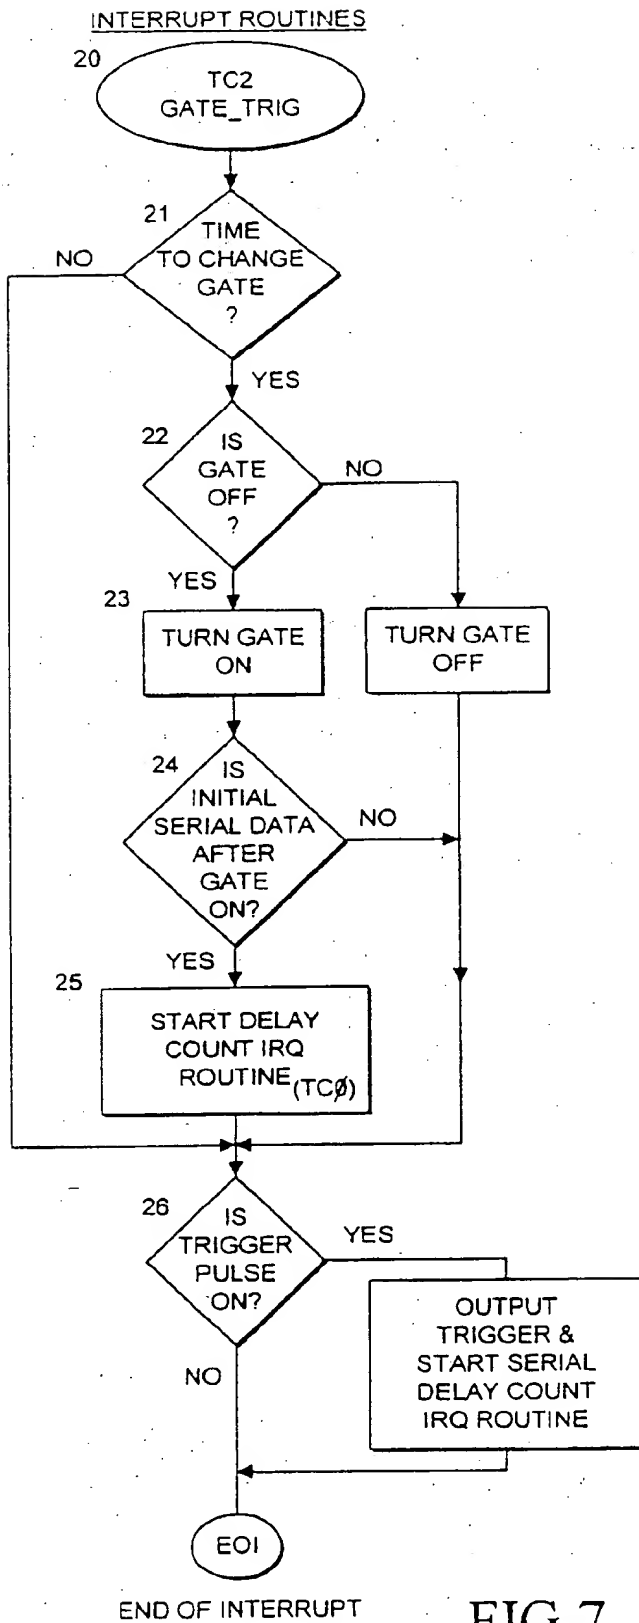 INTERRUPT ROUTINES
20
TC2
GATE_TRIG
21
TIME
TO CHANGE
GATE
?
NO
YES
22
IS
GATE
OFF
?
NO
YES
23
TURN GATE
ON
TURN GATE
OFF
24
IS
INITIAL
SERIAL DATA
AFTER
GATE
ON?
NO
YES
25
START DELAY
COUNT IRQ
ROUTINE (TCØ)
26
IS
TRIGGER
PULSE
ON?
YES
OUTPUT
TRIGGER &
START SERIAL
DELAY COUNT
IRQ ROUTINE
NO
EOI
END OF INTERRUPT
FIG 7